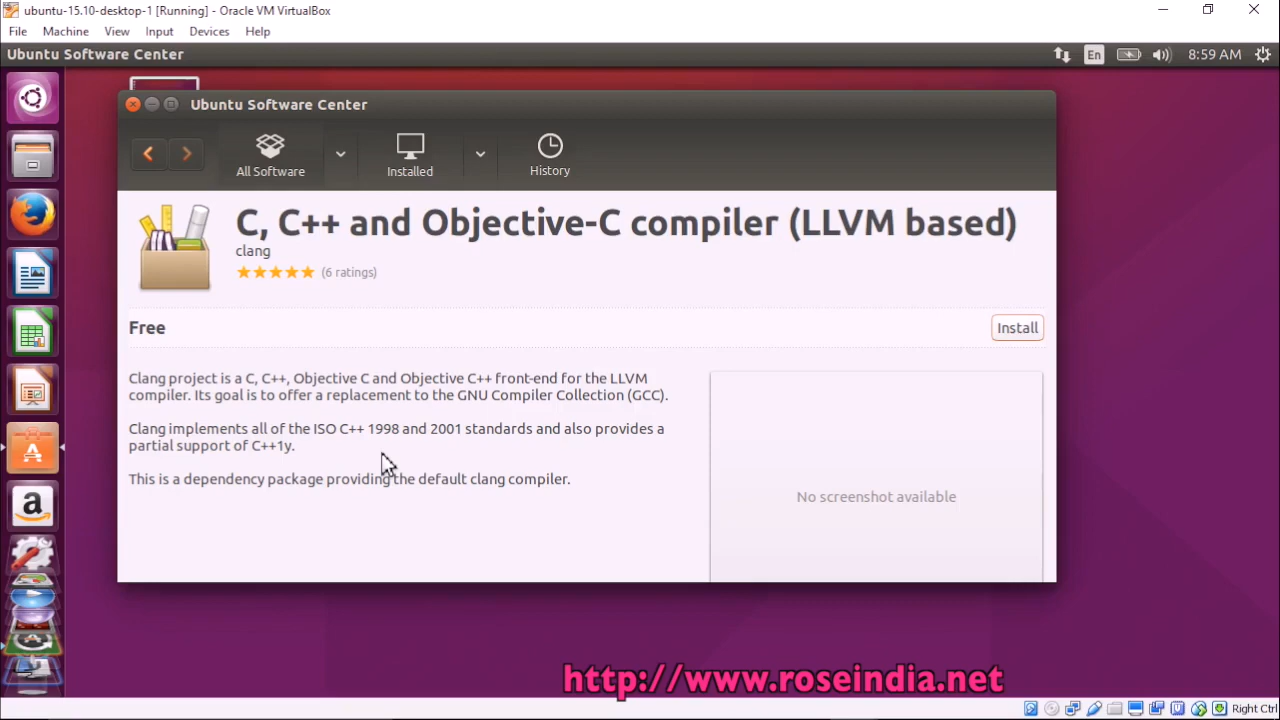 ubuntu-15.10-desktop-1 [Running] - Oracle VM VirtualBox
File Machine View Input Devices Help
Ubuntu Software Center
En
8:59 AM
Ubuntu Software Center
All Software
Installed
History
C, C++ and Objective-C compiler (LLVM based)
clang
(6 ratings)
Free
Install
Clang project is a C, C++, Objective C and Objective C++ front-end for the LLVM
compiler. Its goal is to offer a replacement to the GNU Compiler Collection (GCC).
Clang implements all of the ISO C++ 1998 and 2001 standards and also provides a
partial support of C++1y.
This is a dependency package providing the default clang compiler.
No screenshot available
http://www.roseindia.net
Right Ctrl